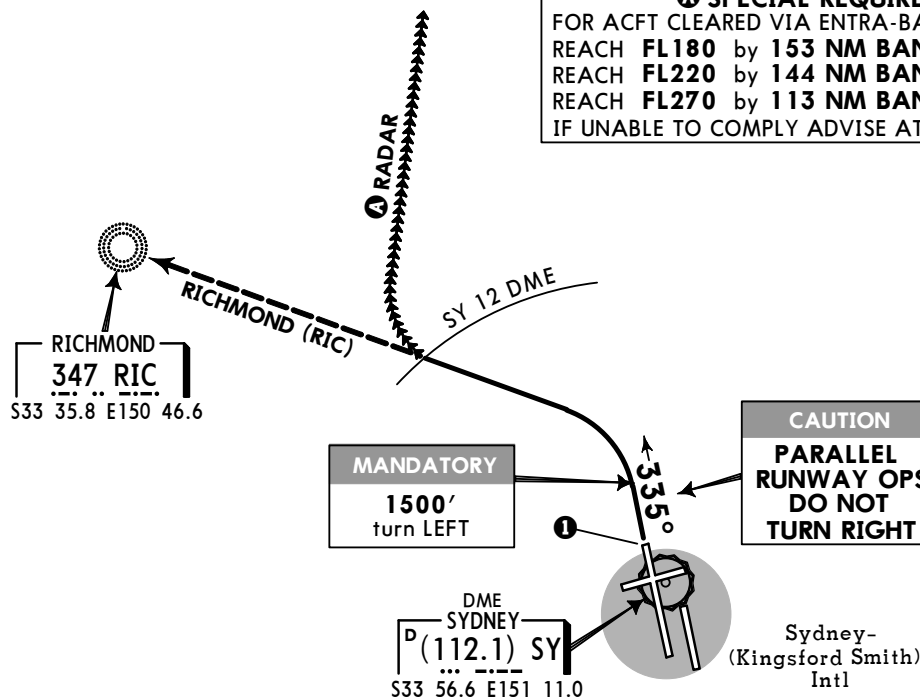 Ⓐ SPECIAL REQUIRE
FOR ACFT CLEARED VIA ENTRA-BA
REACH FL180 by 153 NM BAN
REACH FL220 by 144 NM BAN
REACH FL270 by 113 NM BAN
IF UNABLE TO COMPLY ADVISE AT
Ⓐ RADAR
SY 12 DME
RICHMOND (RIC)
RICHMOND
347 RIC
S33 35.8 E150 46.6
MANDATORY
1500'
turn LEFT
335°
CAUTION
PARALLEL
RUNWAY OPS
DO NOT
TURN RIGHT
❶
DME
SYDNEY
D (112.1) SY
S33 56.6 E151 11.0
Sydney-
(Kingsford Smith)
Intl